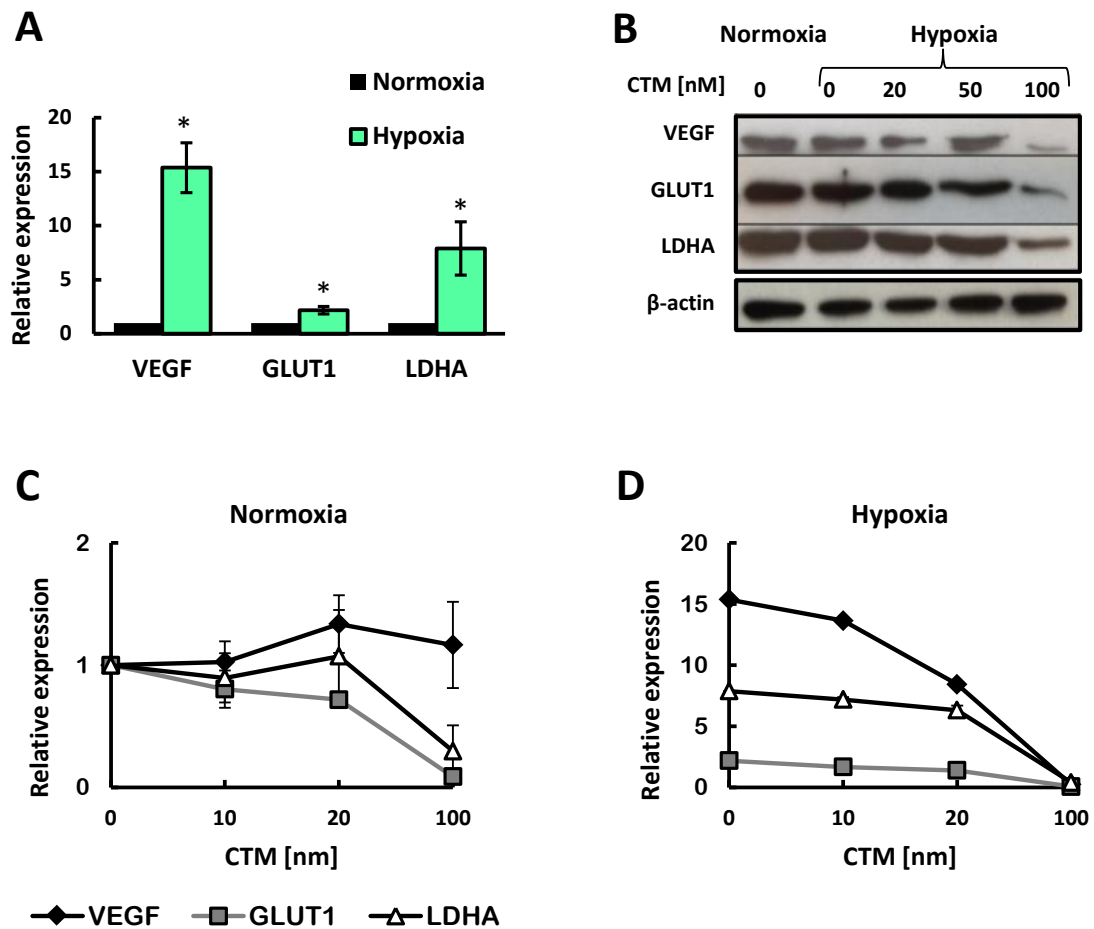 A
Normoxia
Hypoxia
Relative expression
20
15
10
5
0
*
*
*
VEGF GLUT1 LDHA
B
Normoxia Hypoxia
CTM [nM] 0 0 20 50 100
VEGF
GLUT1
LDHA
β-actin
C
Normoxia
Relative expression
2
1
0
0 10 20 100
CTM [nm]
D
Hypoxia
Relative expression
20
15
10
5
0
0 10 20 100
CTM [nm]
VEGF GLUT1 LDHA